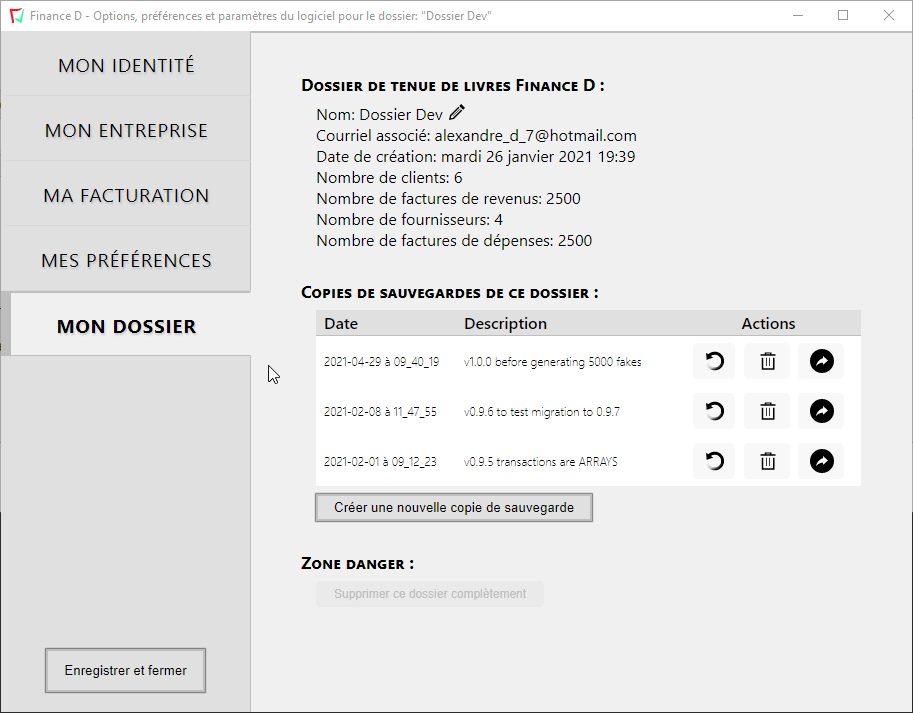 Finance D - Options, préférences et paramètres du logiciel pour le dossier: "Dossier Dev"
MON IDENTITÉ
MON ENTREPRISE
MA FACTURATION
MES PRÉFÉRENCES
MON DOSSIER
Enregistrer et fermer
Dossier de tenue de livres Finance D :
Nom: Dossier Dev
Courriel associé: alexandre_d_7@hotmail.com
Date de création: mardi 26 janvier 2021 19:39
Nombre de clients: 6
Nombre de factures de revenus: 2500
Nombre de fournisseurs: 4
Nombre de factures de dépenses: 2500
Copies de sauvegardes de ce dossier :
Date Description Actions
2021-04-29 à 09_40_19 v1.0.0 before generating 5000 fakes
2021-02-08 à 11_47_55 v0.9.6 to test migration to 0.9.7
2021-02-01 à 09_12_23 v0.9.5 transactions are ARRAYS
Créer une nouvelle copie de sauvegarde
Zone danger :
Supprimer ce dossier complètement